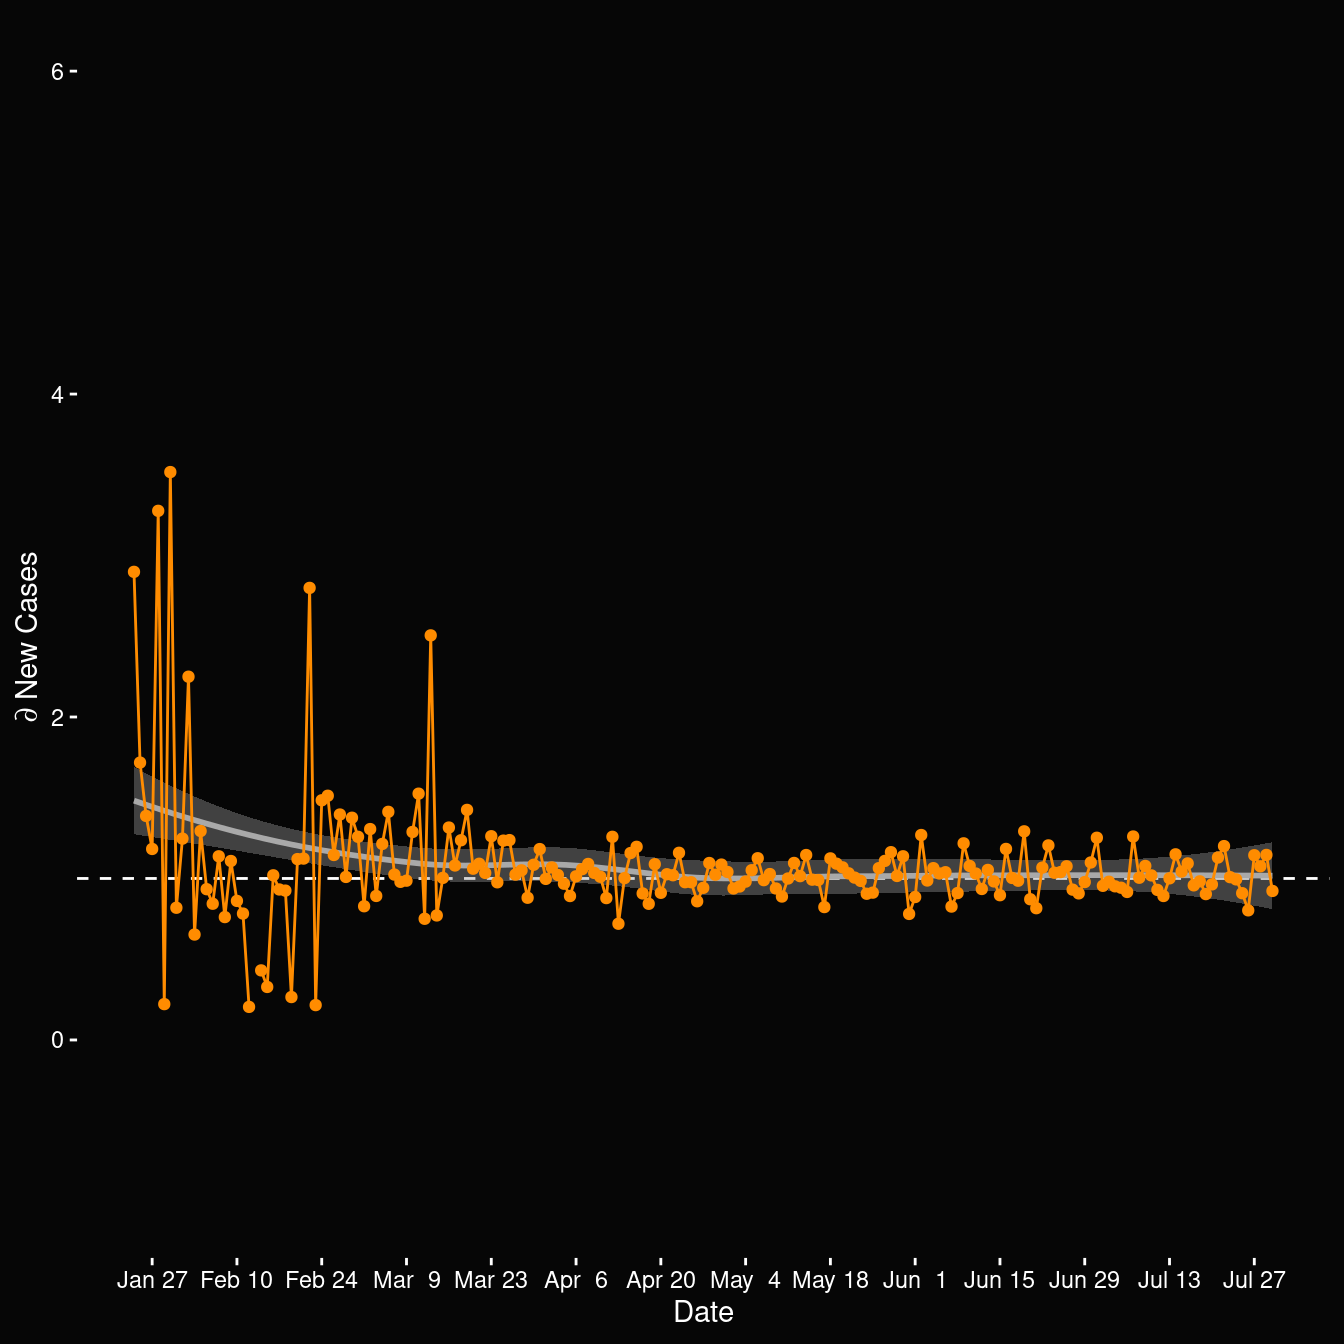 6
4
2
0
∂ New Cases
Jan 27 Feb 10 Feb 24 Mar 9 Mar 23 Apr 6 Apr 20 May 4 May 18 Jun 1 Jun 15 Jun 29 Jul 13 Jul 27
Date